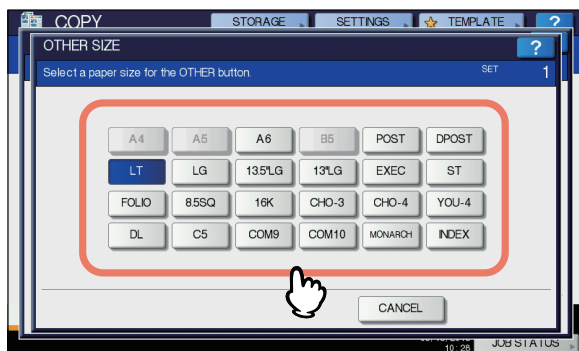 COPY STORAGE SETTINGS TEMPLATE ?
OTHER SIZE ?
Select a paper size for the OTHER button. SET 1
A4 A5 A6 B5 POST DPOST
LT LG 13.5"LG 13"LG EXEC ST
FOLIO 8.5SQ 16K CHO-3 CHO-4 YOU-4
DL C5 COM9 COM10 MONARCH INDEX
CANCEL
10:28 JOB STATUS